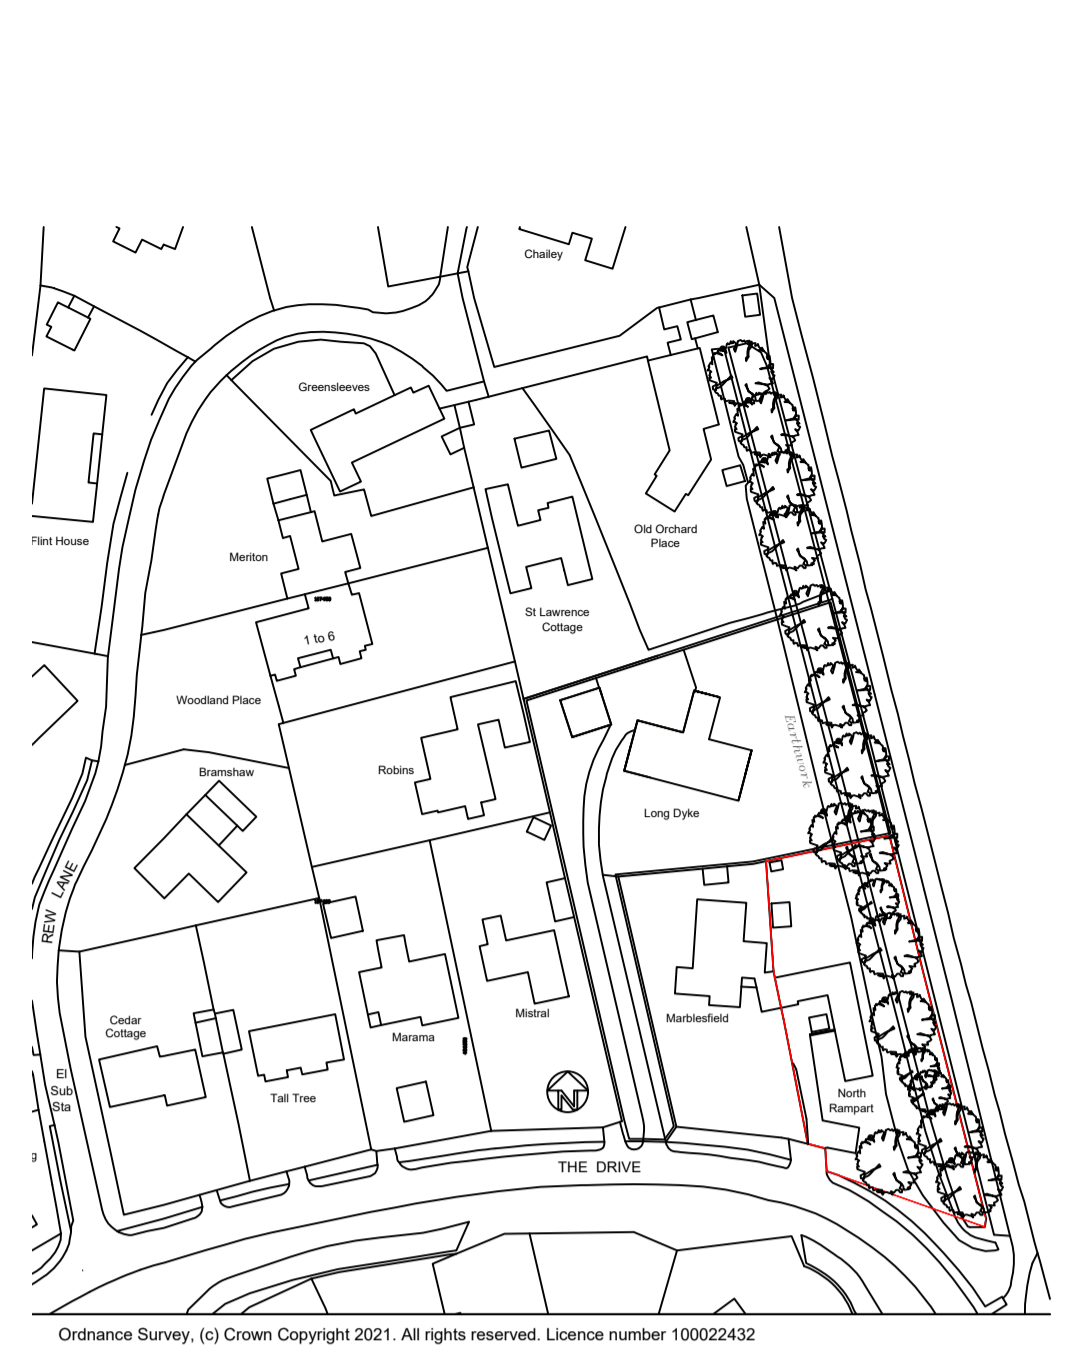 Chailey
Greensleeves
Flint House
Meriton
Old Orchard
Place
1 to 6
St Lawrence
Cottage
Woodland Place
Earthwork
Bramshaw
Robins
Long Dyke
REW LANE
Cedar
Cottage
Mistral
Marblesfield
Marama
El
Sub
Sta
Tall Tree
N
North
Rampart
g
THE DRIVE
Ordnance Survey, (c) Crown Copyright 2021. All rights reserved. Licence number 100022432